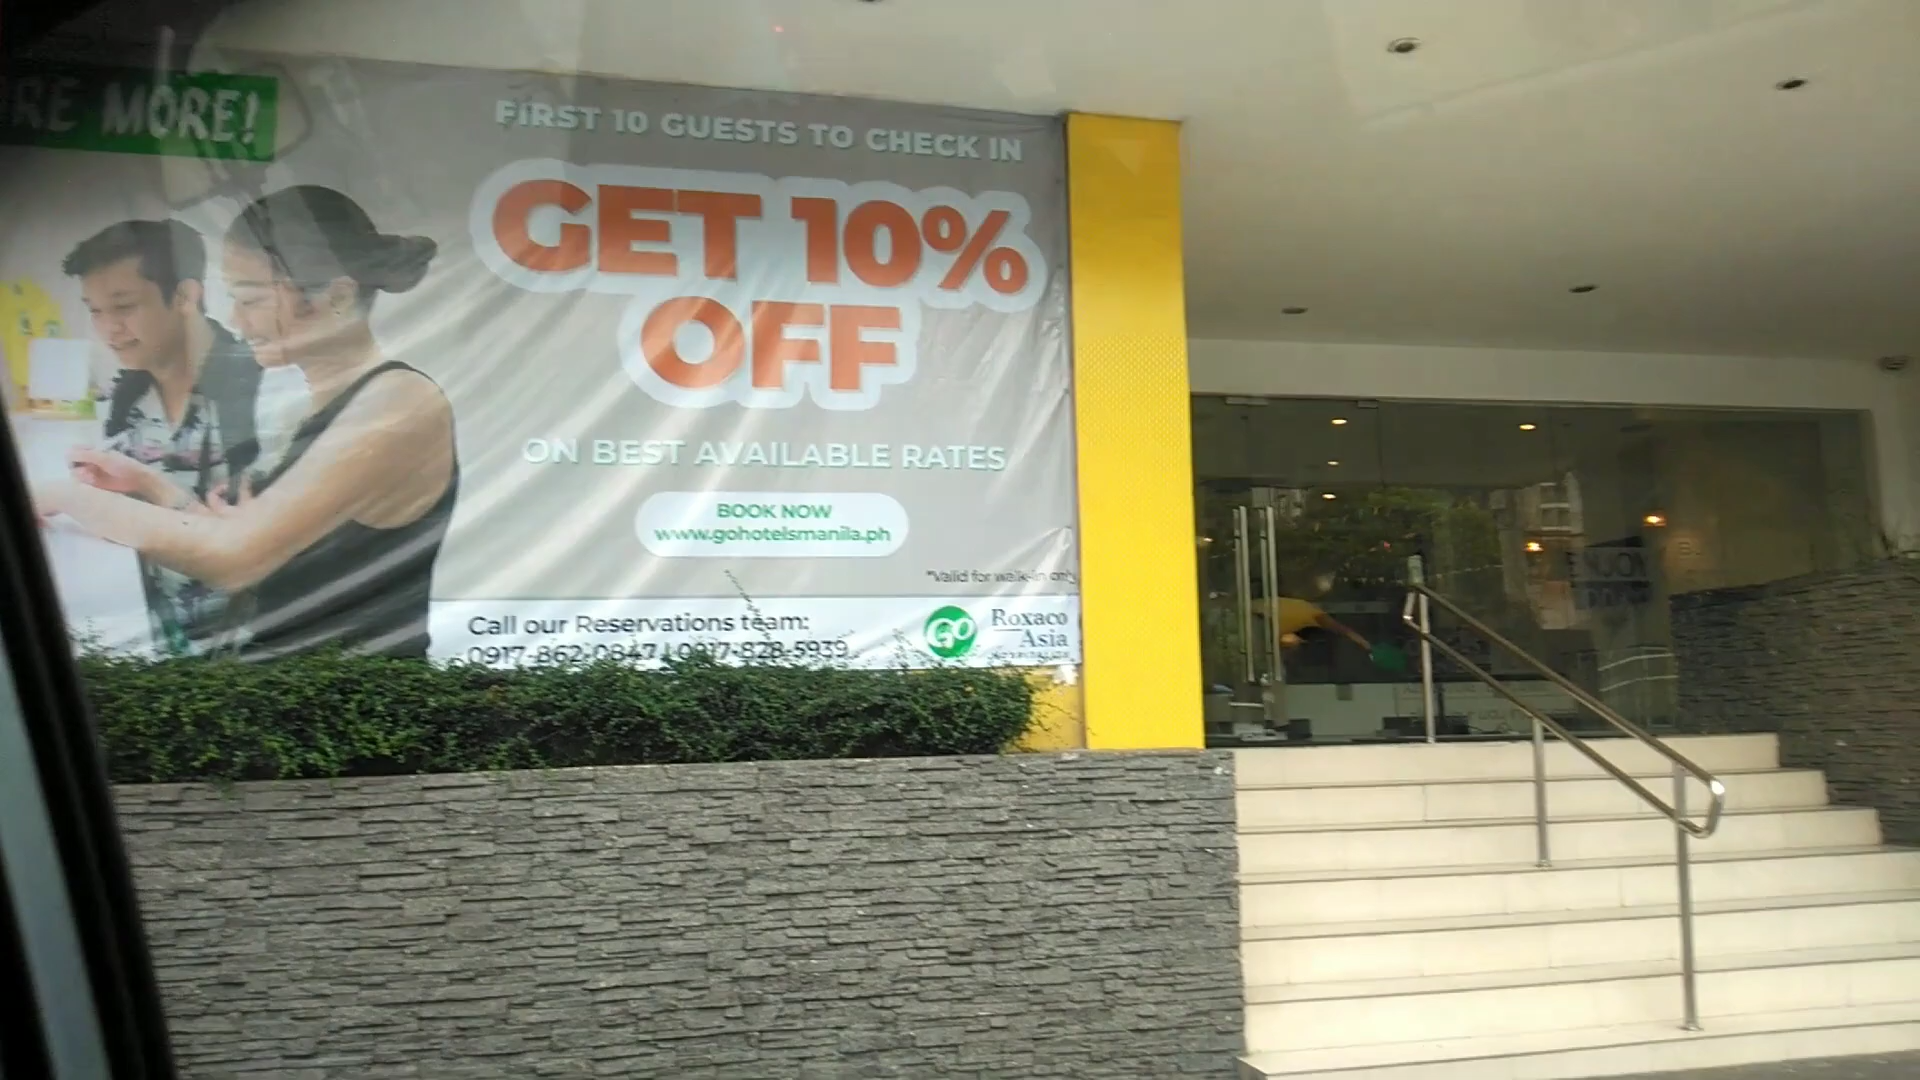 MORE!
FIRST 10 GUESTS TO CHECK IN
GET 10%
OFF
ON BEST AVAILABLE RATES
BOOK NOW
www.gohotelsmanila.ph
*Valid for walk-in only
Call our Reservations team:
0917-862-0847 | 0917-828-5939
GO
Roxaco
Asia
HOSPITALITY